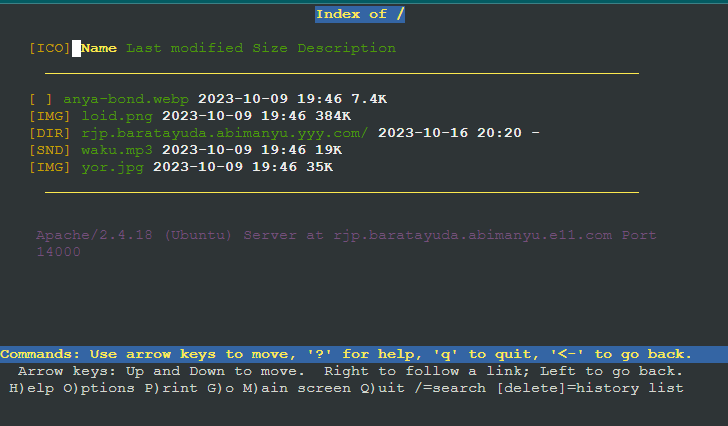 Index of /
[ICO] Name Last modified Size Description
[ ] anya-bond.webp 2023-10-09 19:46 7.4K
[IMG] loid.png 2023-10-09 19:46 384K
[DIR] rjp.baratayuda.abimanyu.yyy.com/ 2023-10-16 20:20 -
[SND] waku.mp3 2023-10-09 19:46 19K
[IMG] yor.jpg 2023-10-09 19:46 35K
Apache/2.4.18 (Ubuntu) Server at rjp.baratayuda.abimanyu.e11.com Port
14000
Commands: Use arrow keys to move, '?' for help, 'q' to quit, '<-' to go back.
Arrow keys: Up and Down to move. Right to follow a link; Left to go back.
H)elp O)ptions P)rint G)o M)ain screen Q)uit /=search [delete]=history list